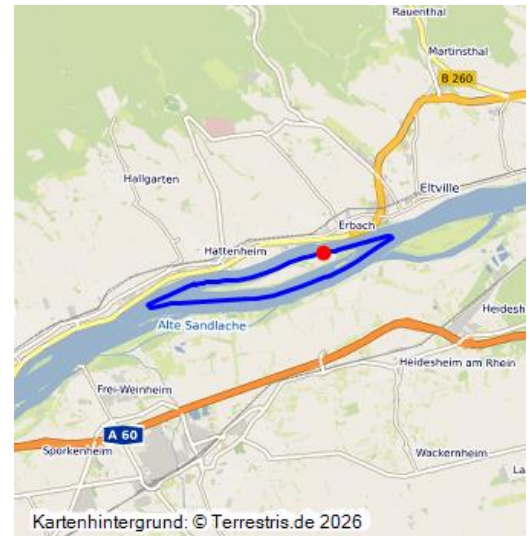 Rauenthal
Martinsthal
B 260
Hallgarten
Eltville
Erbach
Hattenheim
Alte Sandlache
Heidesh
Heidesheim am Rhein
Frei-Weinheim
A 60
Sporkenheim
Wackernheim
La
Kartenhintergrund: © Terrestris.de 2026